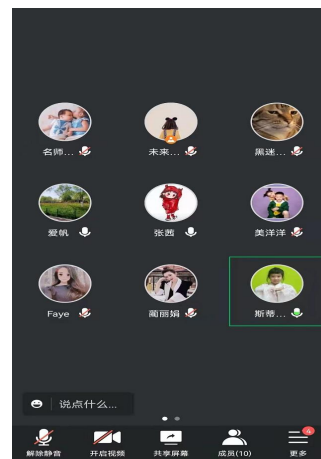 名师...
未来...
黑迷...
爱帆
张茜
美洋洋
Faye
蔺丽娟
斯蒂...
说点什么...
解除静音
开启视频
共享屏幕
成员(10)
更多